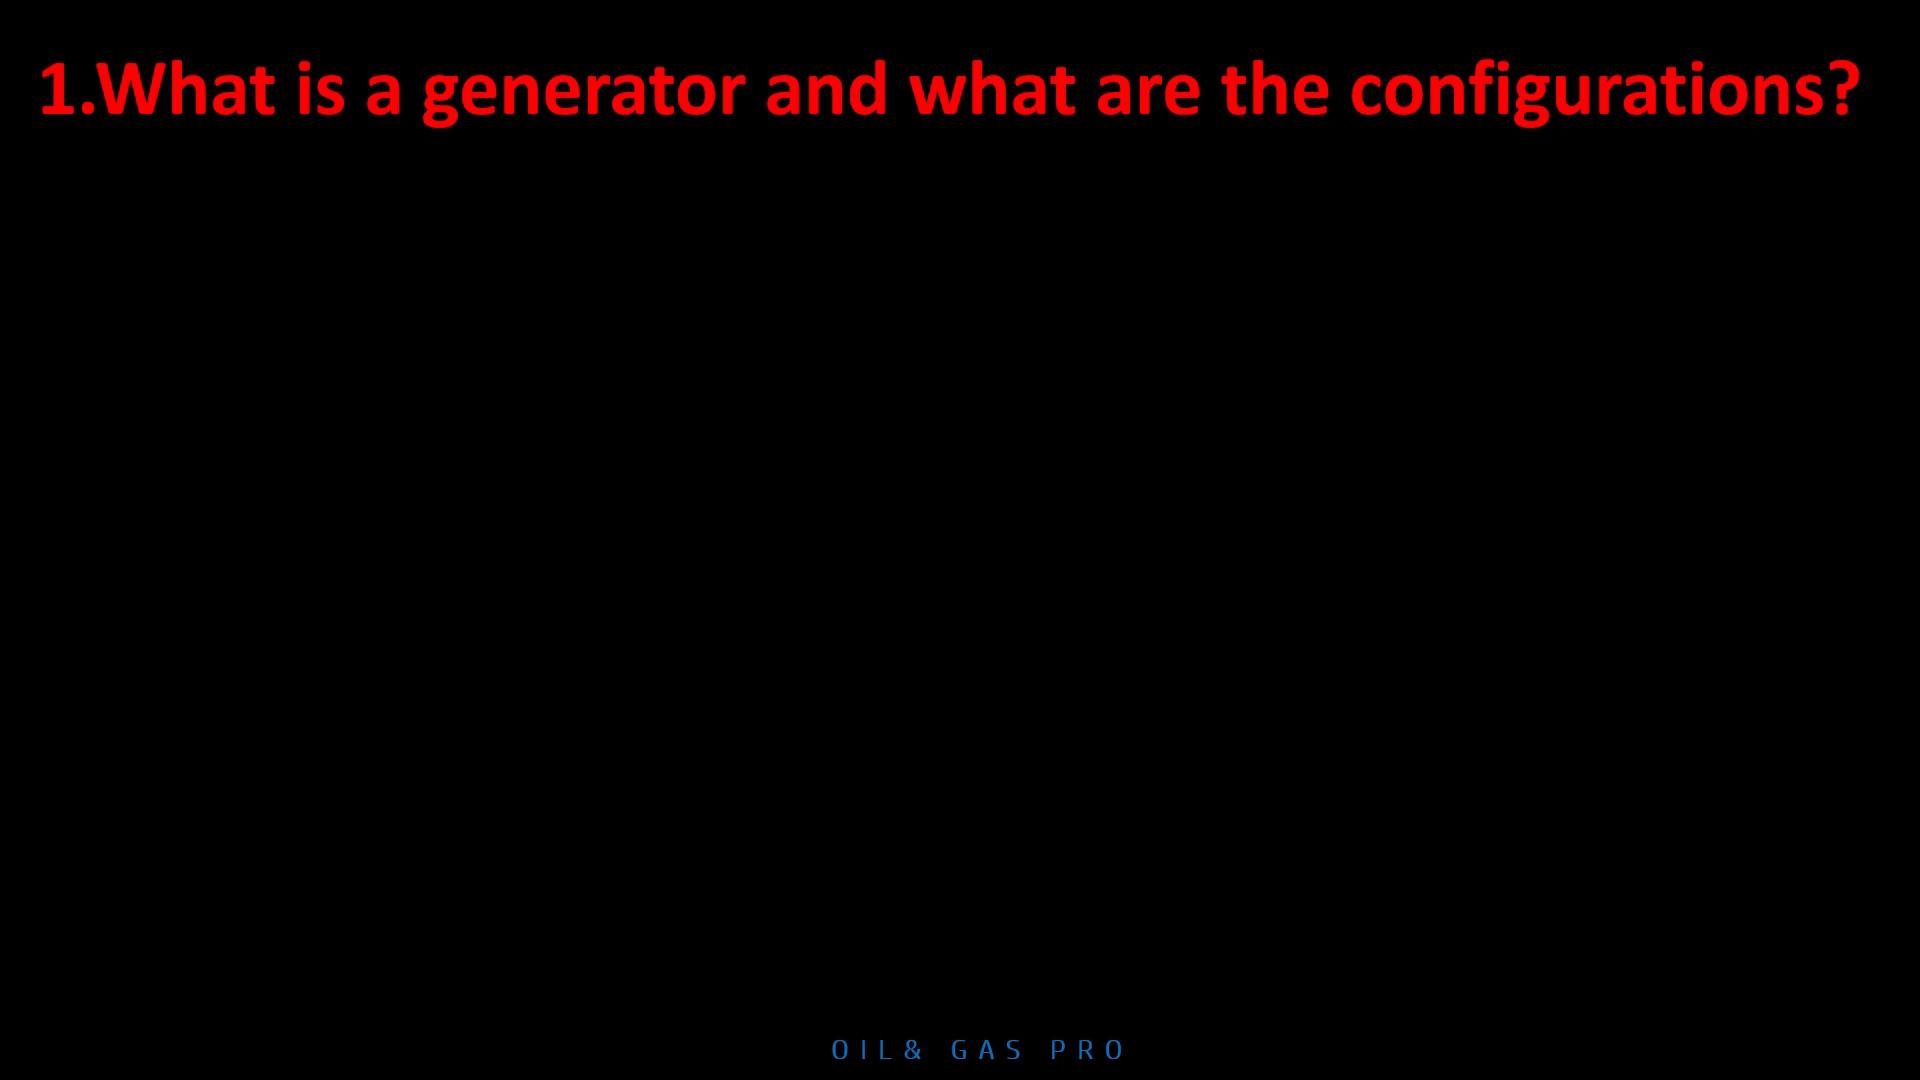 1.What is a generator and what are the configurations?
OIL& GAS PRO